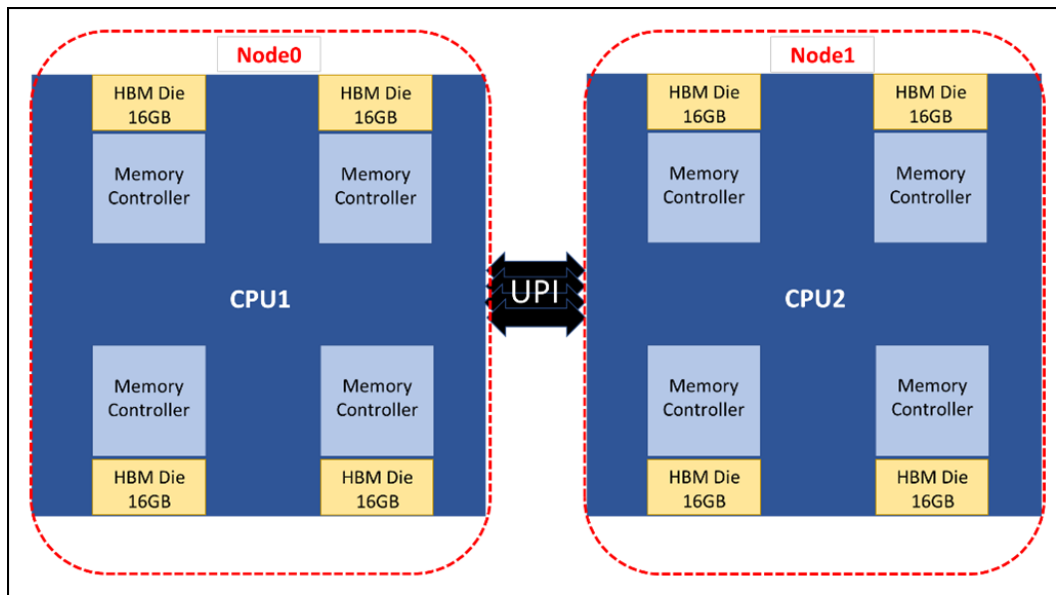 Node0
Node1
HBM Die
16GB
HBM Die
16GB
HBM Die
16GB
HBM Die
16GB
Memory
Controller
Memory
Controller
Memory
Controller
Memory
Controller
CPU1
UPI
CPU2
Memory
Controller
Memory
Controller
Memory
Controller
Memory
Controller
HBM Die
16GB
HBM Die
16GB
HBM Die
16GB
HBM Die
16GB